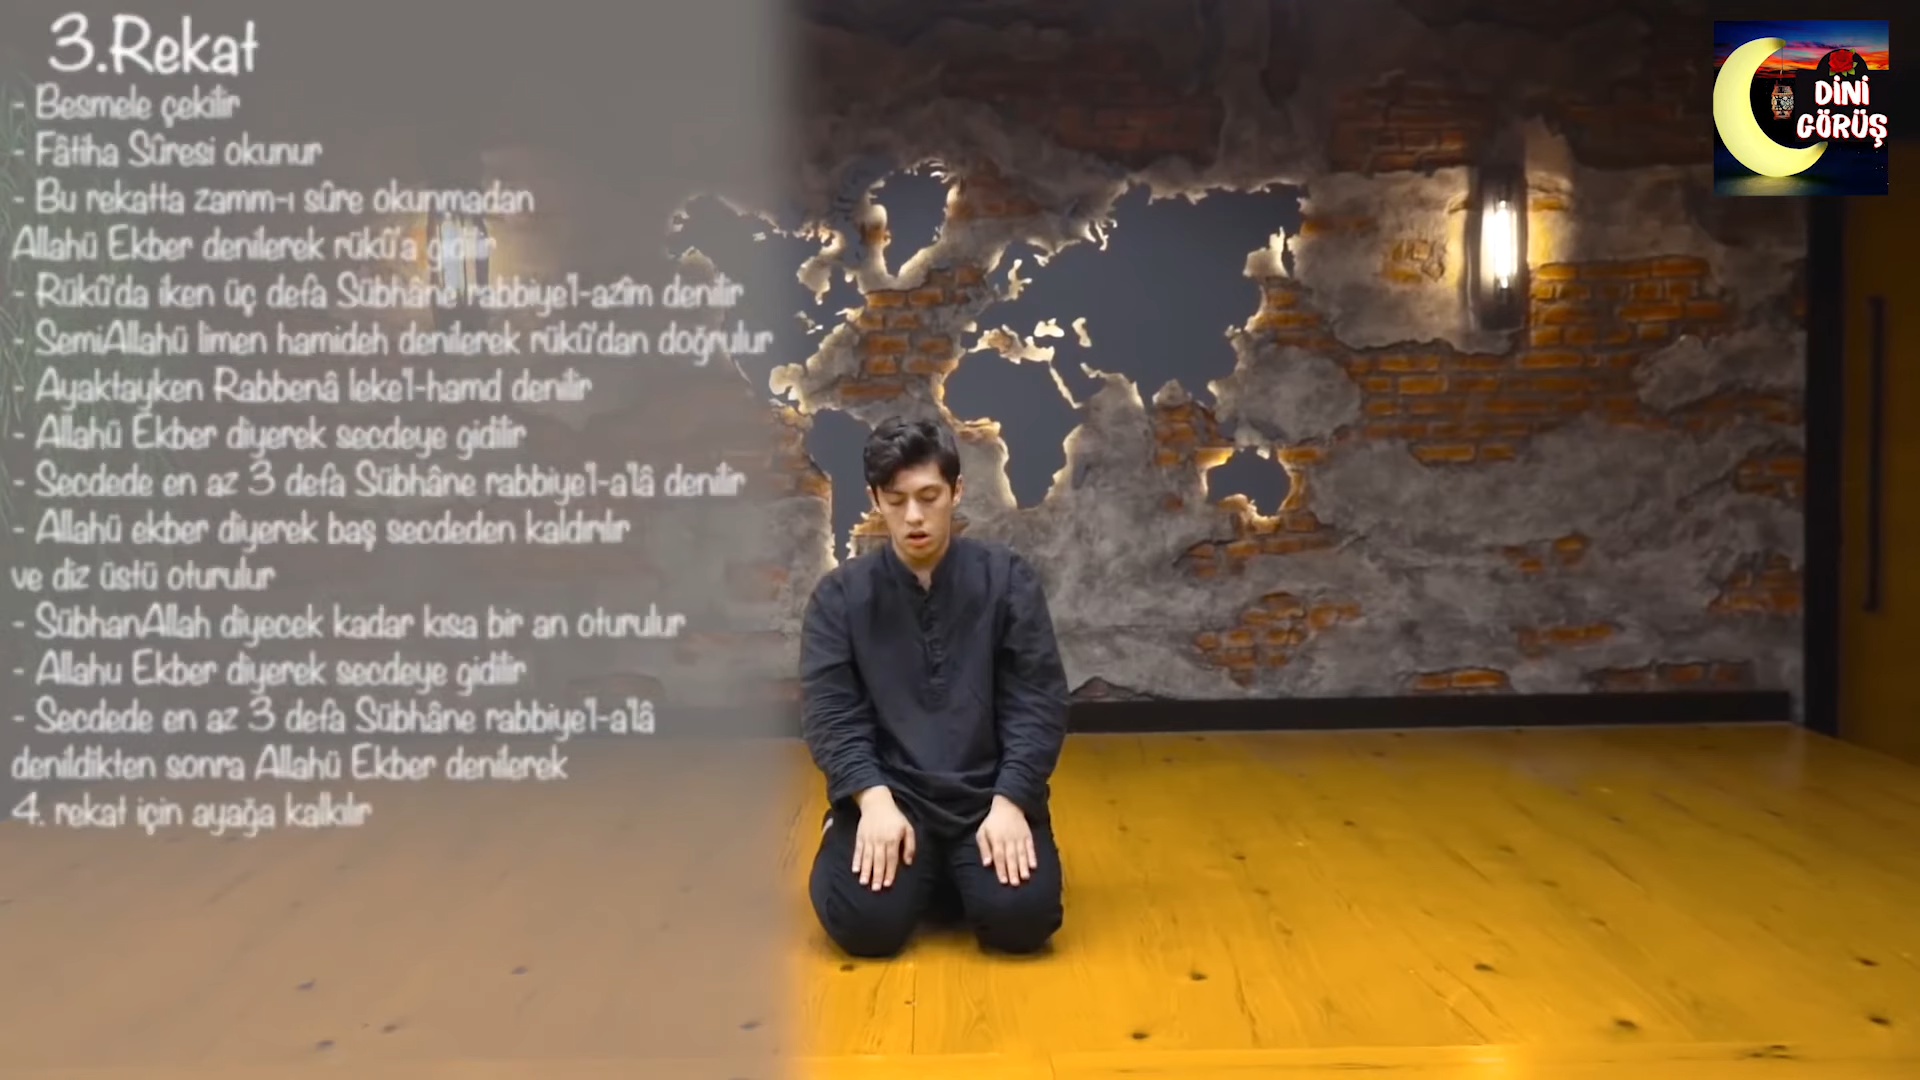 3.Rekat
- Besmele çekilir
- Fâtiha Sûresi okunur
- Bu rekatta zamm-ı sûre okunmadan
Allahü Ekber denilerek rükû'a gidilir
- Rükû'da iken üç defa Sübhâne rabbiye'l-azîm denilir
- SemiAllahü limen hamideh denilerek rükû'dan doğrulur
- Ayaktayken Rabbenâ leke'l-hamd denilir
- Allahü Ekber diyerek secdeye gidilir
- Secdede en az 3 defa Sübhâne rabbiye'l-a'lâ denilir
- Allahü ekber diyerek baş secdeden kaldırılır
ve diz üstü oturulur
- SübhanAllah diyecek kadar kısa bir an oturulur
- Allahu Ekber diyerek secdeye gidilir
- Secdede en az 3 defa Sübhâne rabbiye'l-a'lâ
denildikten sonra Allahü Ekber denilerek
4. rekat için ayağa kalkılır
DİNİ
GÖRÜŞ